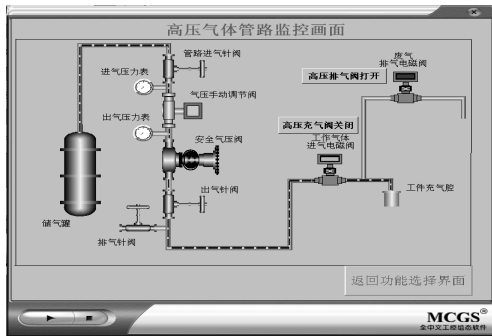 高压气体管路监控画面
管路进气针阀
废气
排气电磁阀
进气压力表
高压排气阀打开
气压手动调节阀
出气压力表
高压充气阀关闭
工作气体
进气电磁阀
安全气压阀
出气针阀
工件充气腔
储气罐
排气针阀
返回功能选择界面
MCGS®
全中文工控组态软件